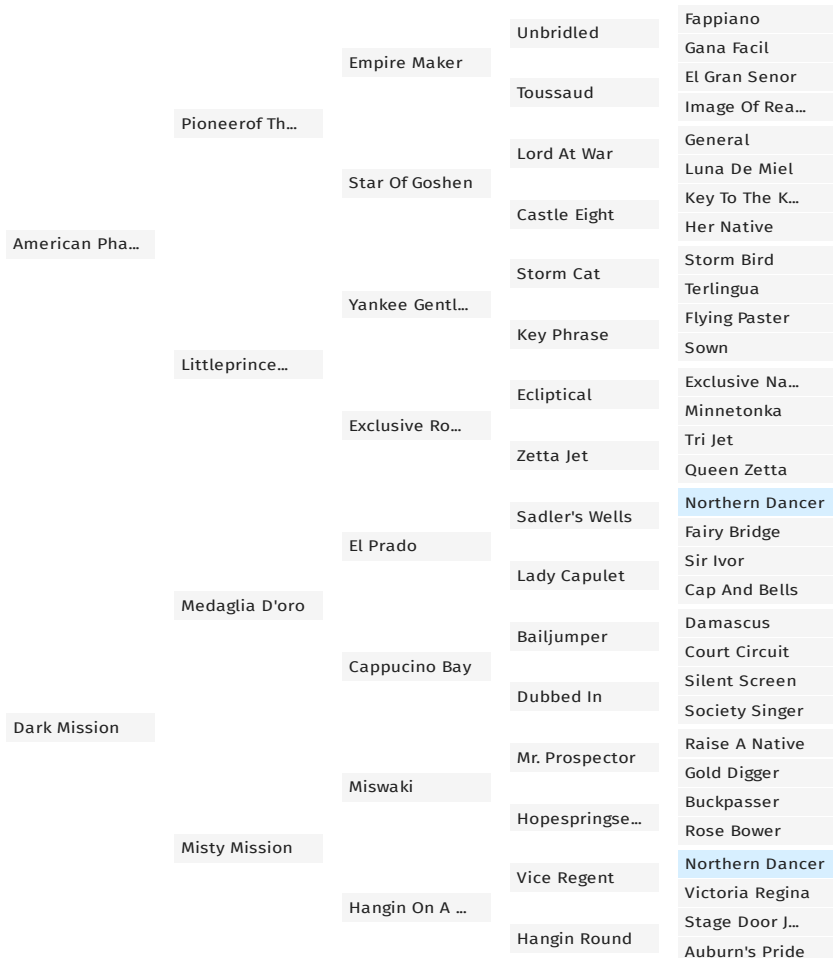 American Pha...
Dark Mission
Pioneerof Th...
Littleprince...
Medaglia D'oro
Misty Mission
Empire Maker
Star Of Goshen
Yankee Gentl...
Exclusive Ro...
El Prado
Cappucino Bay
Miswaki
Hangin On A ...
Unbridled
Toussaud
Lord At War
Castle Eight
Storm Cat
Key Phrase
Ecliptical
Zetta Jet
Sadler's Wells
Lady Capulet
Bailjumper
Dubbed In
Mr. Prospector
Hopespringse...
Vice Regent
Hangin Round
Fappiano
Gana Facil
El Gran Senor
Image Of Rea...
General
Luna De Miel
Key To The K...
Her Native
Storm Bird
Terlingua
Flying Paster
Sown
Exclusive Na...
Minnetonka
Tri Jet
Queen Zetta
Northern Dancer
Fairy Bridge
Sir Ivor
Cap And Bells
Damascus
Court Circuit
Silent Screen
Society Singer
Raise A Native
Gold Digger
Buckpasser
Rose Bower
Northern Dancer
Victoria Regina
Stage Door J...
Auburn's Pride